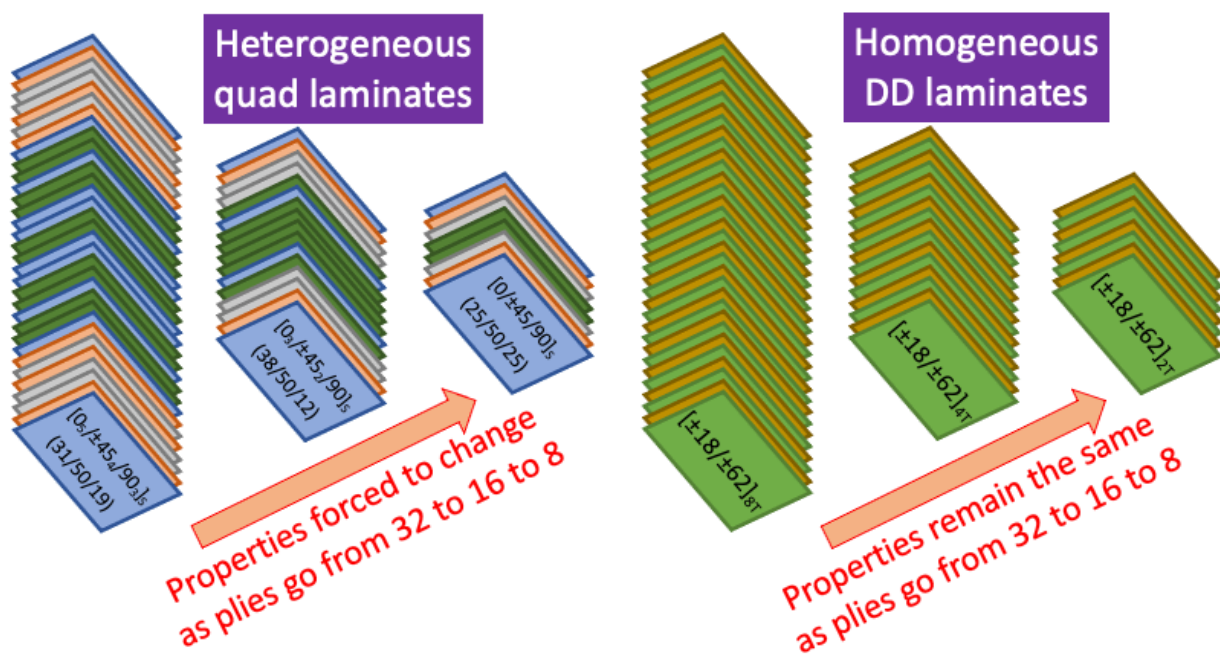 Heterogeneous
quad laminates
[0₅/±45₄/90₃]ₛ
(31/50/19)
[0₃/±45₂/90]ₛ
(38/50/12)
[0/±45/90]ₛ
(25/50/25)
Properties forced to change
as plies go from 32 to 16 to 8
Homogeneous
DD laminates
[±18/±62]₈T
[±18/±62]₄T
[±18/±62]₂T
Properties remain the same
as plies go from 32 to 16 to 8